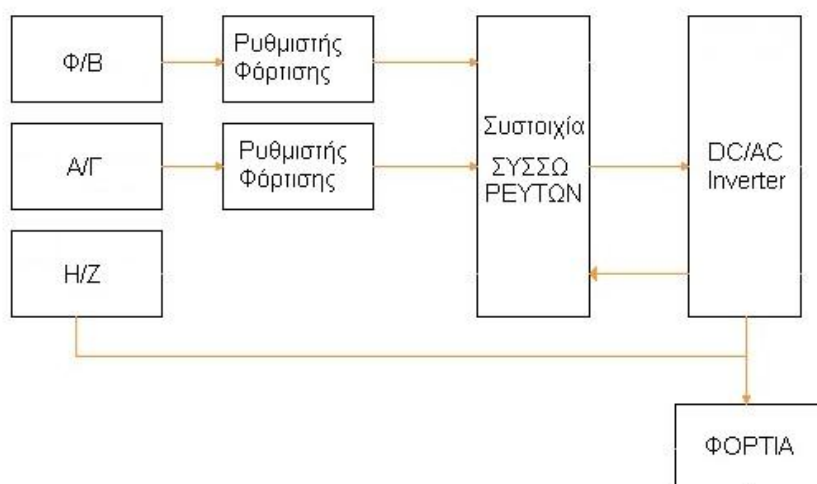 Φ/Β
Ρυθμιστής
Φόρτισης
Α/Γ
Ρυθμιστής
Φόρτισης
Η/Ζ
Συστοιχία
ΣΥΣΣΩ
ΡΕΥΤΩΝ
DC/AC
Inverter
ΦΟΡΤΙΑ